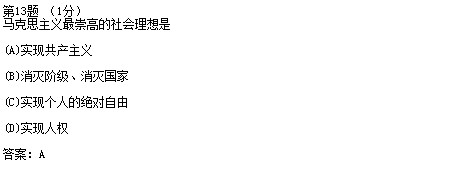 第13题 （1分）
马克思主义最崇高的社会理想是
(A)实现共产主义
(B)消灭阶级、消灭国家
(C)实现个人的绝对自由
(D)实现人权
答案：A